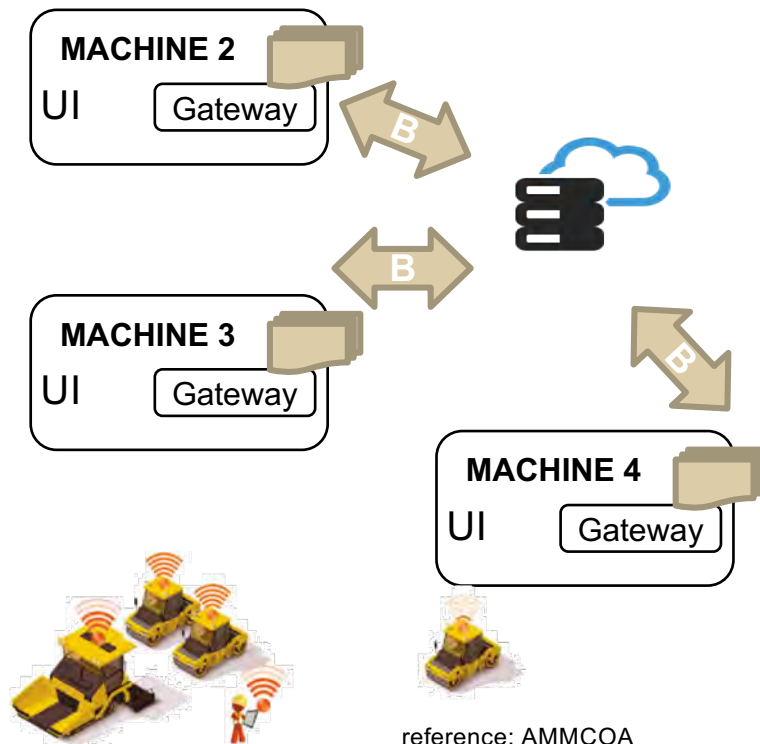 MACHINE 2
UI
Gateway
B
B
MACHINE 3
UI
Gateway
B
MACHINE 4
UI
Gateway
reference: AMMCOA